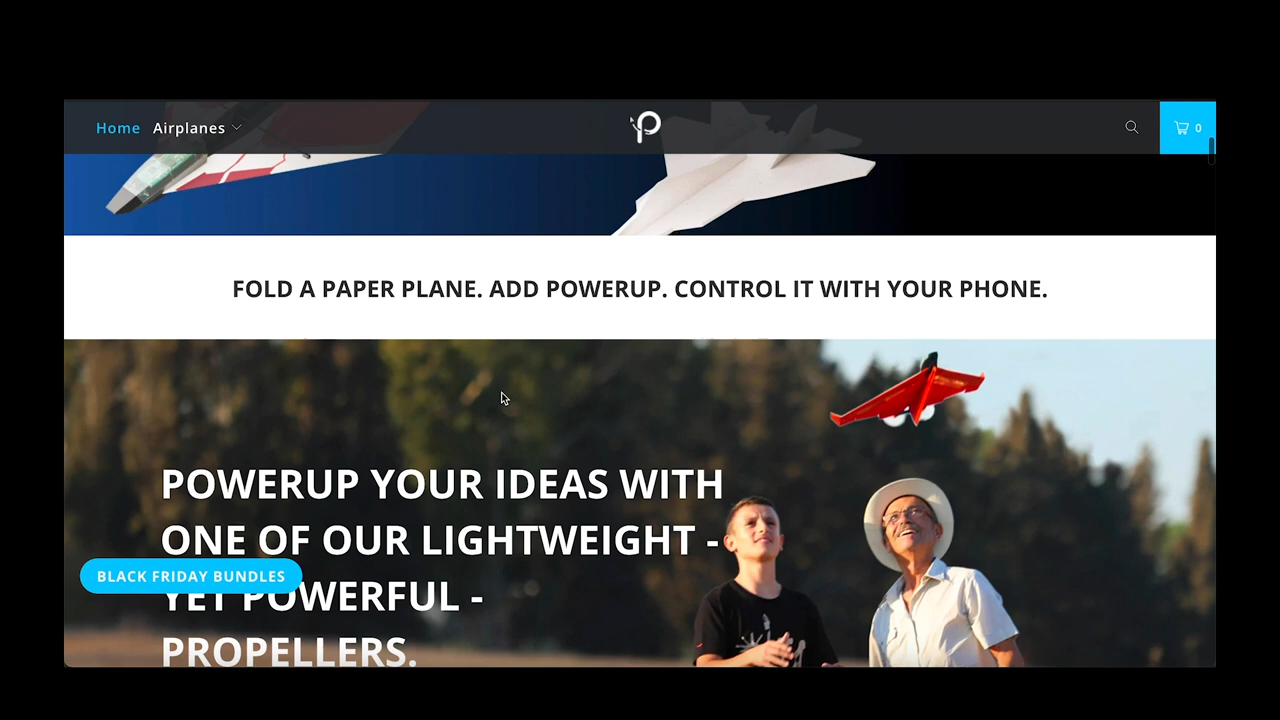 Home Airplanes 0
FOLD A PAPER PLANE. ADD POWERUP. CONTROL IT WITH YOUR PHONE.
POWERUP YOUR IDEAS WITH
ONE OF OUR LIGHTWEIGHT -
BLACK FRIDAY BUNDLES
YET POWERFUL -
PROPELLERS.